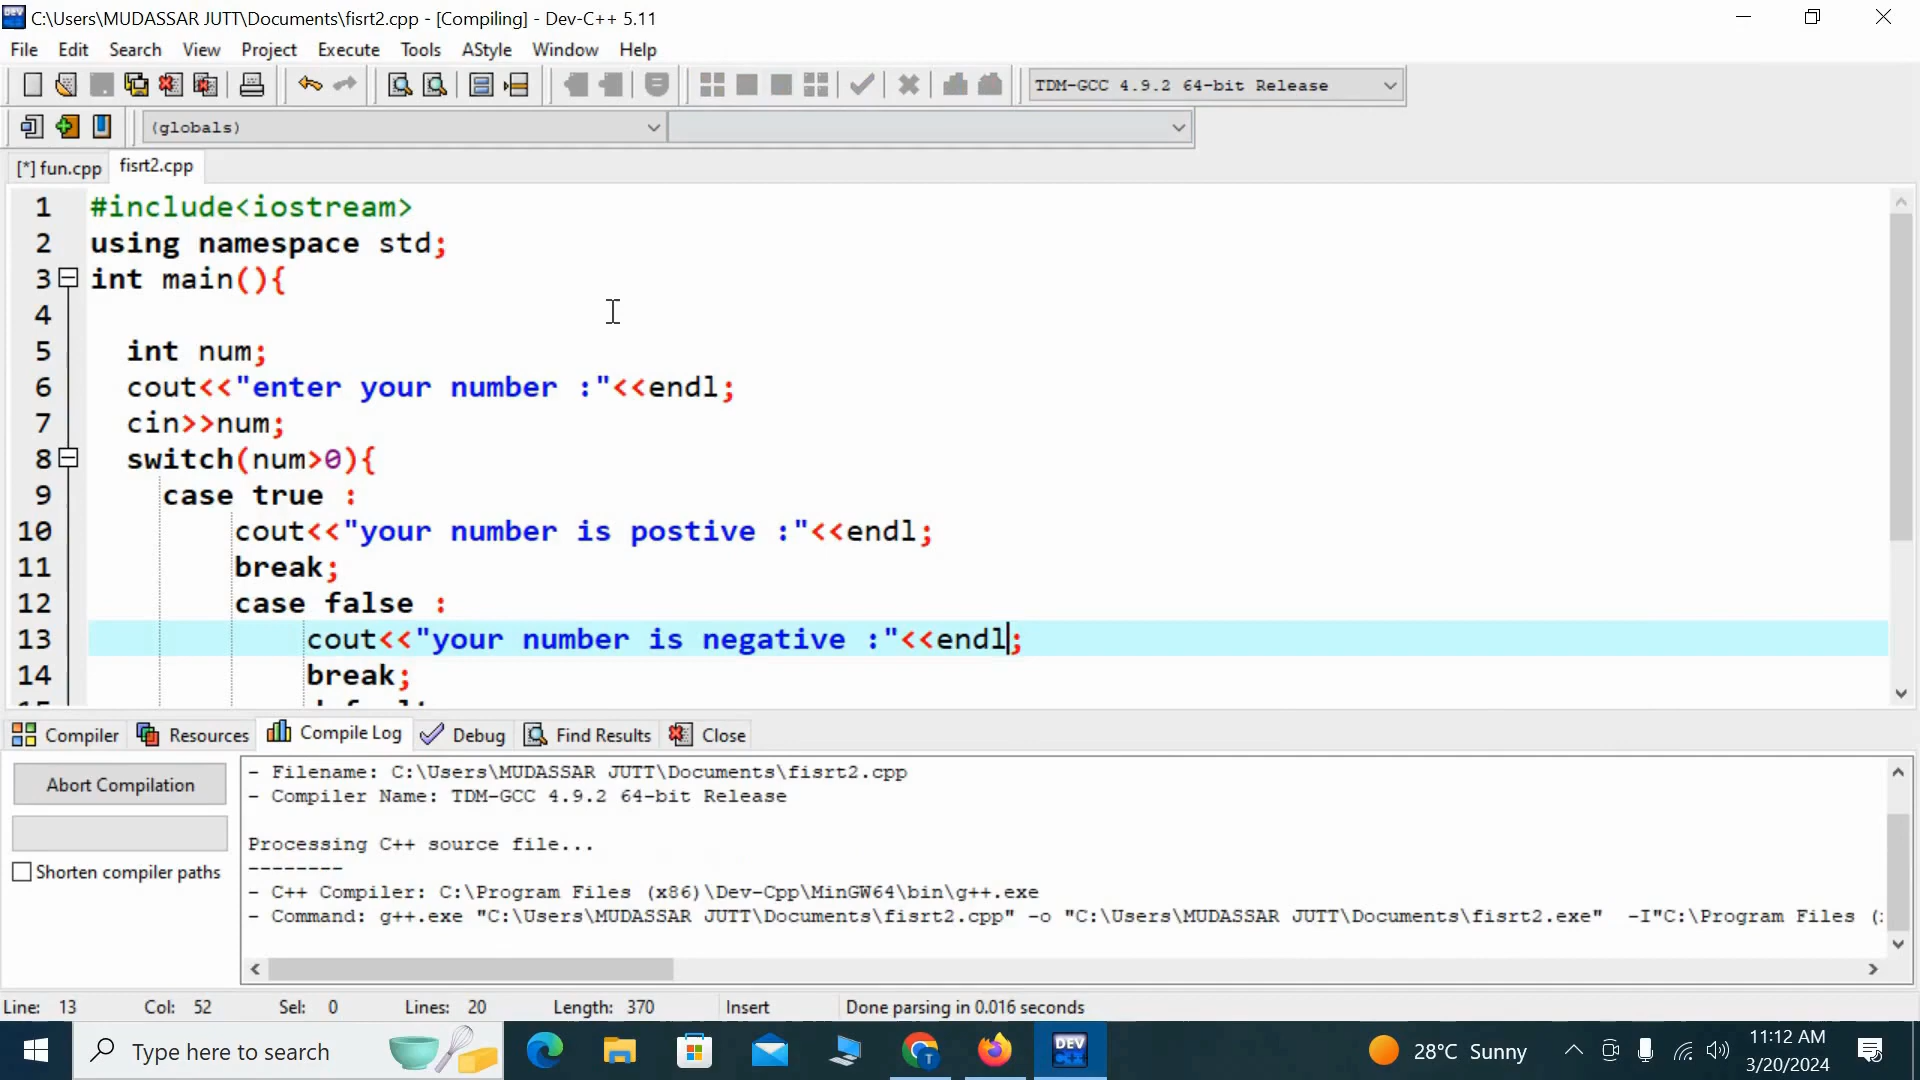 C:\Users\MUDASSAR JUTT\Documents\fisrt2.cpp - [Compiling] - Dev-C++ 5.11
File Edit Search View Project Execute Tools AStyle Window Help
TDM-GCC 4.9.2 64-bit Release
(globals)
[*] fun.cpp fisrt2.cpp
1 #include<iostream>
2 using namespace std;
3 int main(){
4
5 int num;
6 cout<<"enter your number :"<<endl;
7 cin>>num;
8 switch(num>0){
9 case true :
10 cout<<"your number is postive :"<<endl;
11 break;
12 case false :
13 cout<<"your number is negative :"<<endl;
14 break;
Compiler Resources Compile Log Debug Find Results Close
Abort Compilation
Shorten compiler paths
- Filename: C:\Users\MUDASSAR JUTT\Documents\fisrt2.cpp
- Compiler Name: TDM-GCC 4.9.2 64-bit Release
Processing C++ source file...
--------
- C++ Compiler: C:\Program Files (x86)\Dev-Cpp\MinGW64\bin\g++.exe
- Command: g++.exe "C:\Users\MUDASSAR JUTT\Documents\fisrt2.cpp" -o "C:\Users\MUDASSAR JUTT\Documents\fisrt2.exe" -I"C:\Program Files (
Line: 13 Col: 52 Sel: 0 Lines: 20 Length: 370 Insert Done parsing in 0.016 seconds
Type here to search
DEV C++
28°C Sunny
11:12 AM
3/20/2024